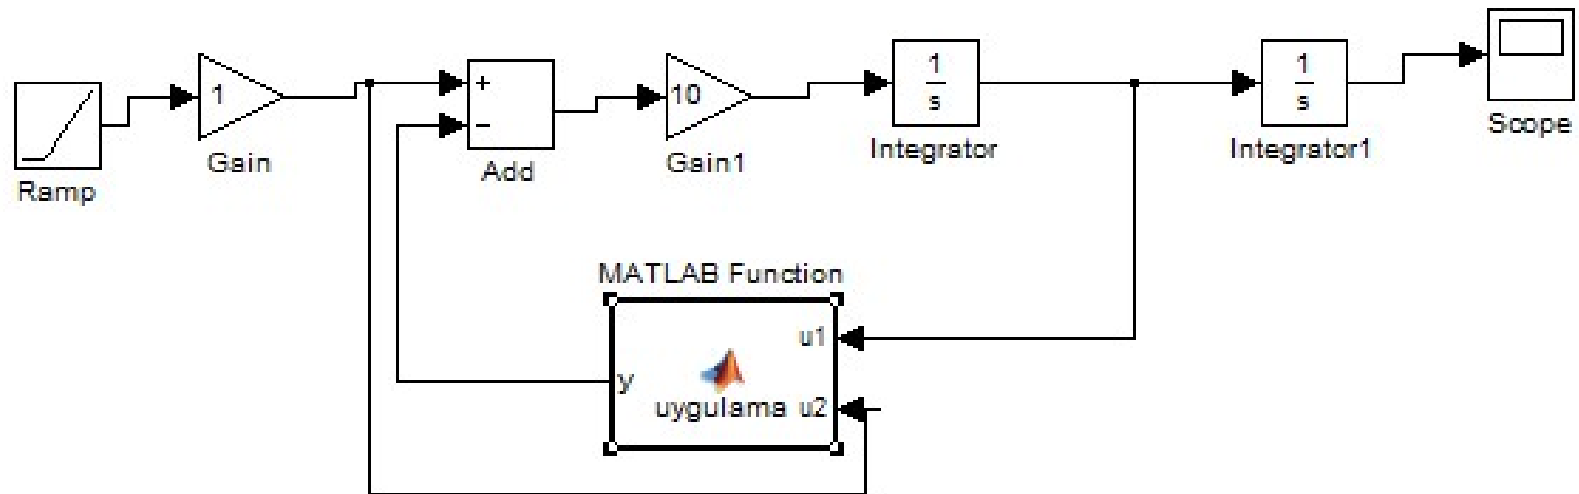 Ramp
1
Gain
+
−
Add
10
Gain1
1
s
Integrator
1
s
Integrator1
Scope
MATLAB Function
u1
y
uygulama u2